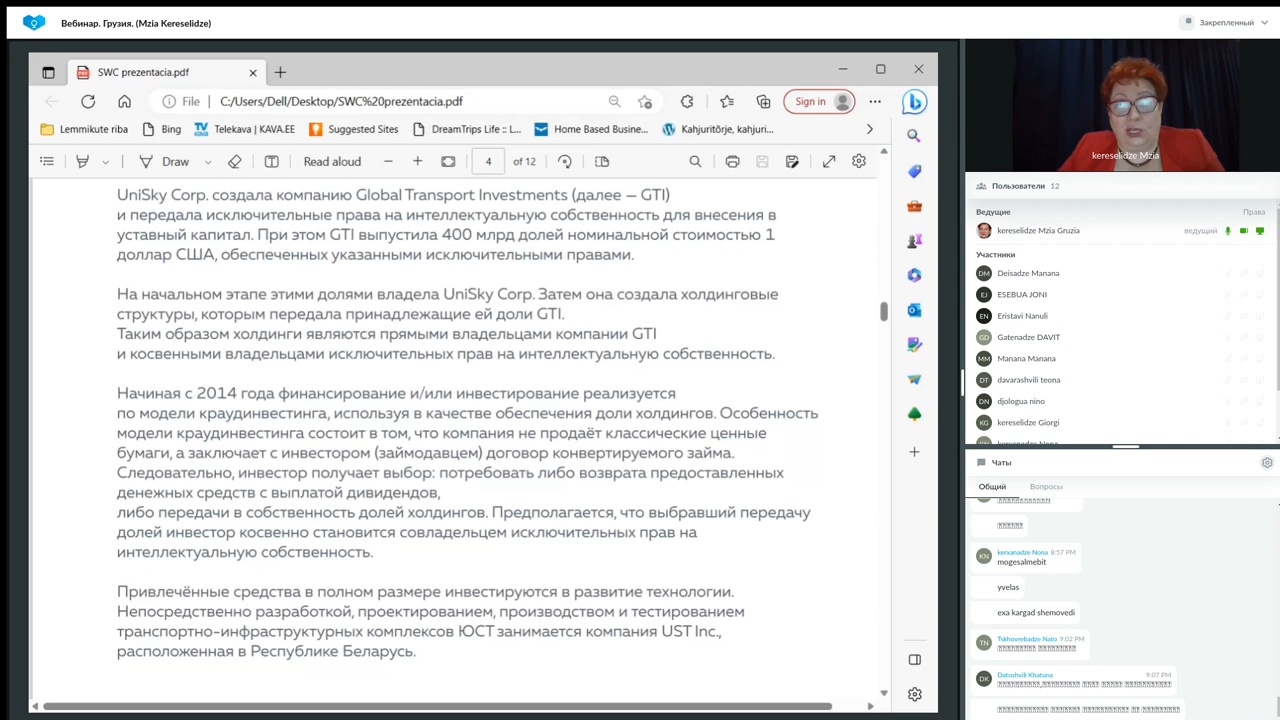 Вебинар. Грузия. (Mzia Kereselidze)
Закрепленный
SWC prezentacia.pdf
File
C:/Users/Dell/Desktop/SWC%20prezentacia.pdf
Sign in
Lemmikute riba
Bing
Telekava | KAVA.EE
Suggested Sites
DreamTrips Life :: L...
Home Based Busine...
Kahjuritõrje, kahjuri...
Draw
Read aloud
4
of 12
UniSky Corp. создала компанию Global Transport Investments (далее — GTI)
и передала исключительные права на интеллектуальную собственность для внесения в
уставный капитал. При этом GTI выпустила 400 млрд долей номинальной стоимостью 1
доллар США, обеспеченных указанными исключительными правами.
На начальном этапе этими долями владела UniSky Corp. Затем она создала холдинговые
структуры, которым передала принадлежащие ей доли GTI.
Таким образом холдинги являются прямыми владельцами компании GTI
и косвенными владельцами исключительных прав на интеллектуальную собственность.
Начиная с 2014 года финансирование и/или инвестирование реализуется
по модели краудинвестинга, используя в качестве обеспечения доли холдингов. Особенность
модели краудинвестинга состоит в том, что компания не продаёт классические ценные
бумаги, а заключает с инвестором (займодавцем) договор конвертируемого займа.
Следовательно, инвестор получает выбор: потребовать либо возврата предоставленных
денежных средств с выплатой дивидендов,
либо передачи в собственность долей холдингов. Предполагается, что выбравший передачу
долей инвестор косвенно становится совладельцем исключительных прав на
интеллектуальную собственность.
Привлечённые средства в полном размере инвестируются в развитие технологии.
Непосредственно разработкой, проектированием, производством и тестированием
транспортно-инфраструктурных комплексов ЮСТ занимается компания UST Inc.,
расположенная в Республике Беларусь.
kereselidze Mzia
Пользователи 12
Ведущие
Права
kereselidze Mzia Gruzia
ведущий
Участники
DM Deisadze Manana
EJ ESEBUA JONI
EN Eristavi Nanuli
GD Gatenadze DAVIT
MM Manana Manana
DT davarashvili teona
DN djologua nino
KG kereselidze Giorgi
Чаты
Общий
Вопросы
KN kerxanadze Nona 8:57 PM
mogesalmebit
yvelas
exa kargad shemovedi
TN Tskhovrebadze Nato 9:02 PM
DK Datoshvili Khatuna 9:07 PM